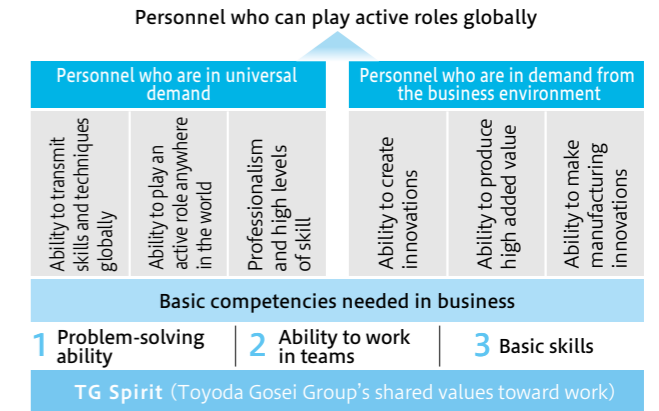 Personnel who can play active roles globally
Personnel who are in universal
demand
Personnel who are in demand from
the business environment
Ability to transmit
skills and techniques
globally
Ability to play an
active role anywhere
in the world
Professionalism
and high levels
of skill
Ability to create
innovations
Ability to produce
high added value
Ability to make
manufacturing
innovations
Basic competencies needed in business
1 Problem-solving
ability
2 Ability to work
in teams
3 Basic skills
TG Spirit (Toyoda Gosei Group's shared values toward work)